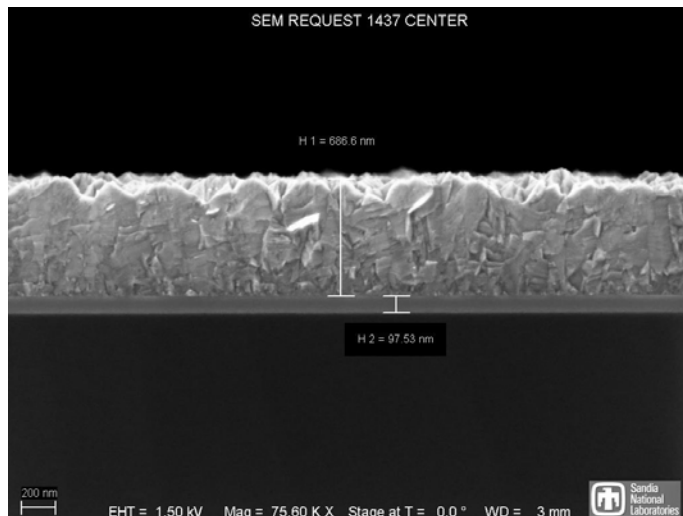 SEM REQUEST 1437 CENTER
H 1 = 686.6 nm
H 2 = 97.53 nm
200 nm
EHT = 1.50 kV Mag = 75.60 K X Stage at T = 0.0 ° WD = 3 mm
Sandia
National
Laboratories